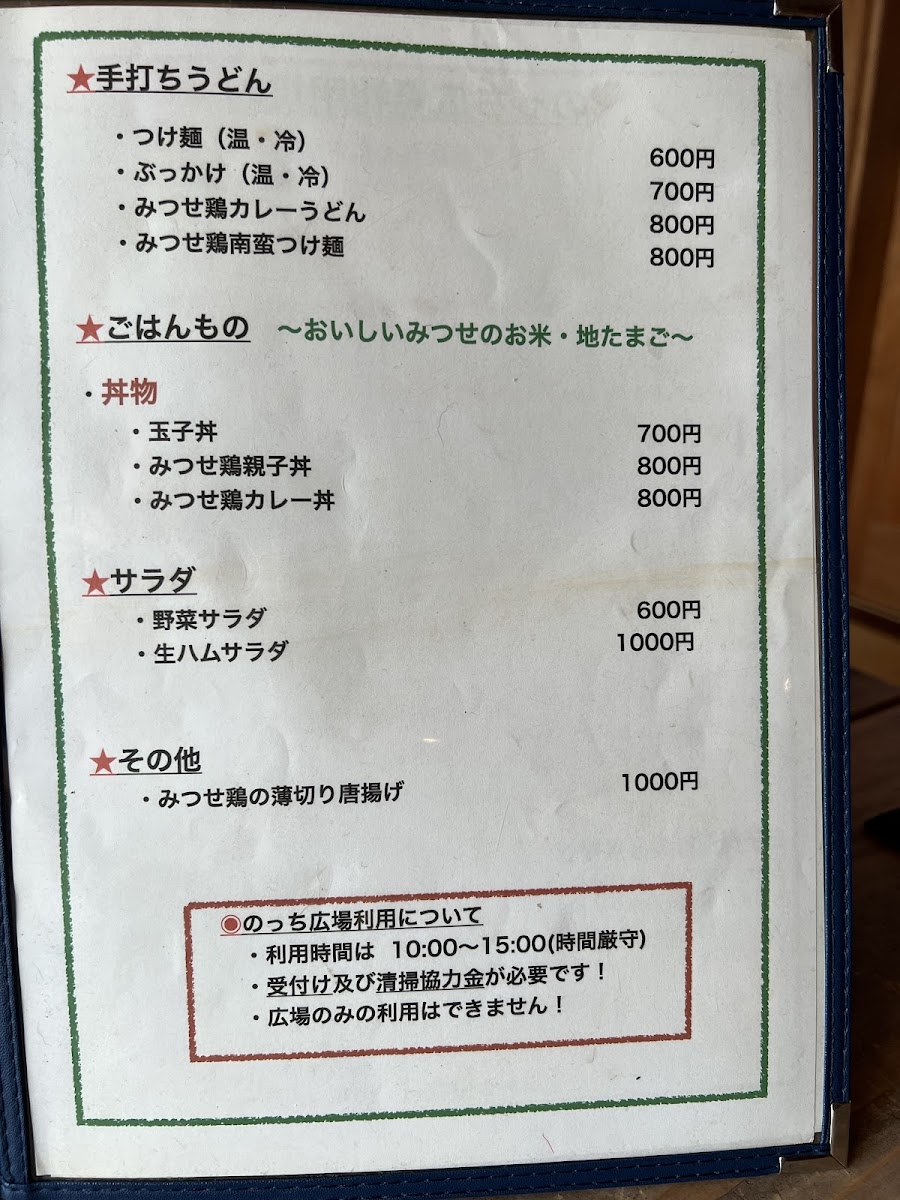 ★手打ちうどん
・つけ麺（温・冷） 600円
・ぶっかけ（温・冷） 700円
・みつせ鶏カレーうどん 800円
・みつせ鶏南蛮つけ麺 800円
★ごはんもの ～おいしいみつせのお米・地たまご～
・丼物
・玉子丼 700円
・みつせ鶏親子丼 800円
・みつせ鶏カレー丼 800円
★サラダ
・野菜サラダ 600円
・生ハムサラダ 1000円
★その他
・みつせ鶏の薄切り唐揚げ 1000円
◉のっち広場利用について
・利用時間は 10:00～15:00(時間厳守)
・受付け及び清掃協力金が必要です！
・広場のみの利用はできません！